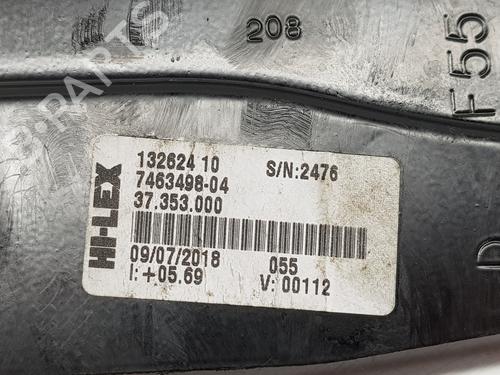 208
F55
HI-LEX
132624 10 S/N:2476
7463498-04
37.353.000
09/07/2018 055
I:+05.69 V: 00112
D
B-PARTS